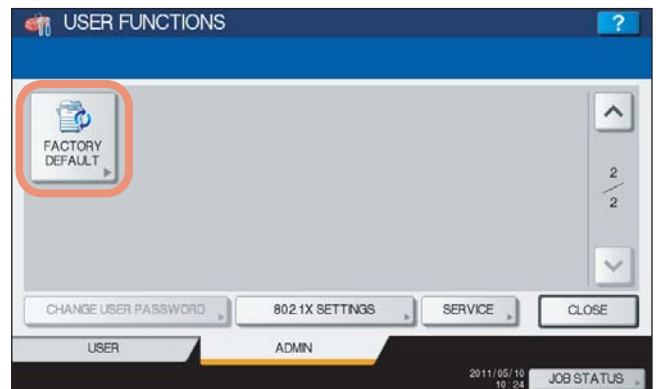 USER FUNCTIONS
?
FACTORY
DEFAULT
2
2
CHANGE USER PASSWORD
802.1X SETTINGS
SERVICE
CLOSE
USER
ADMIN
2011/05/10
10:24
JOB STATUS